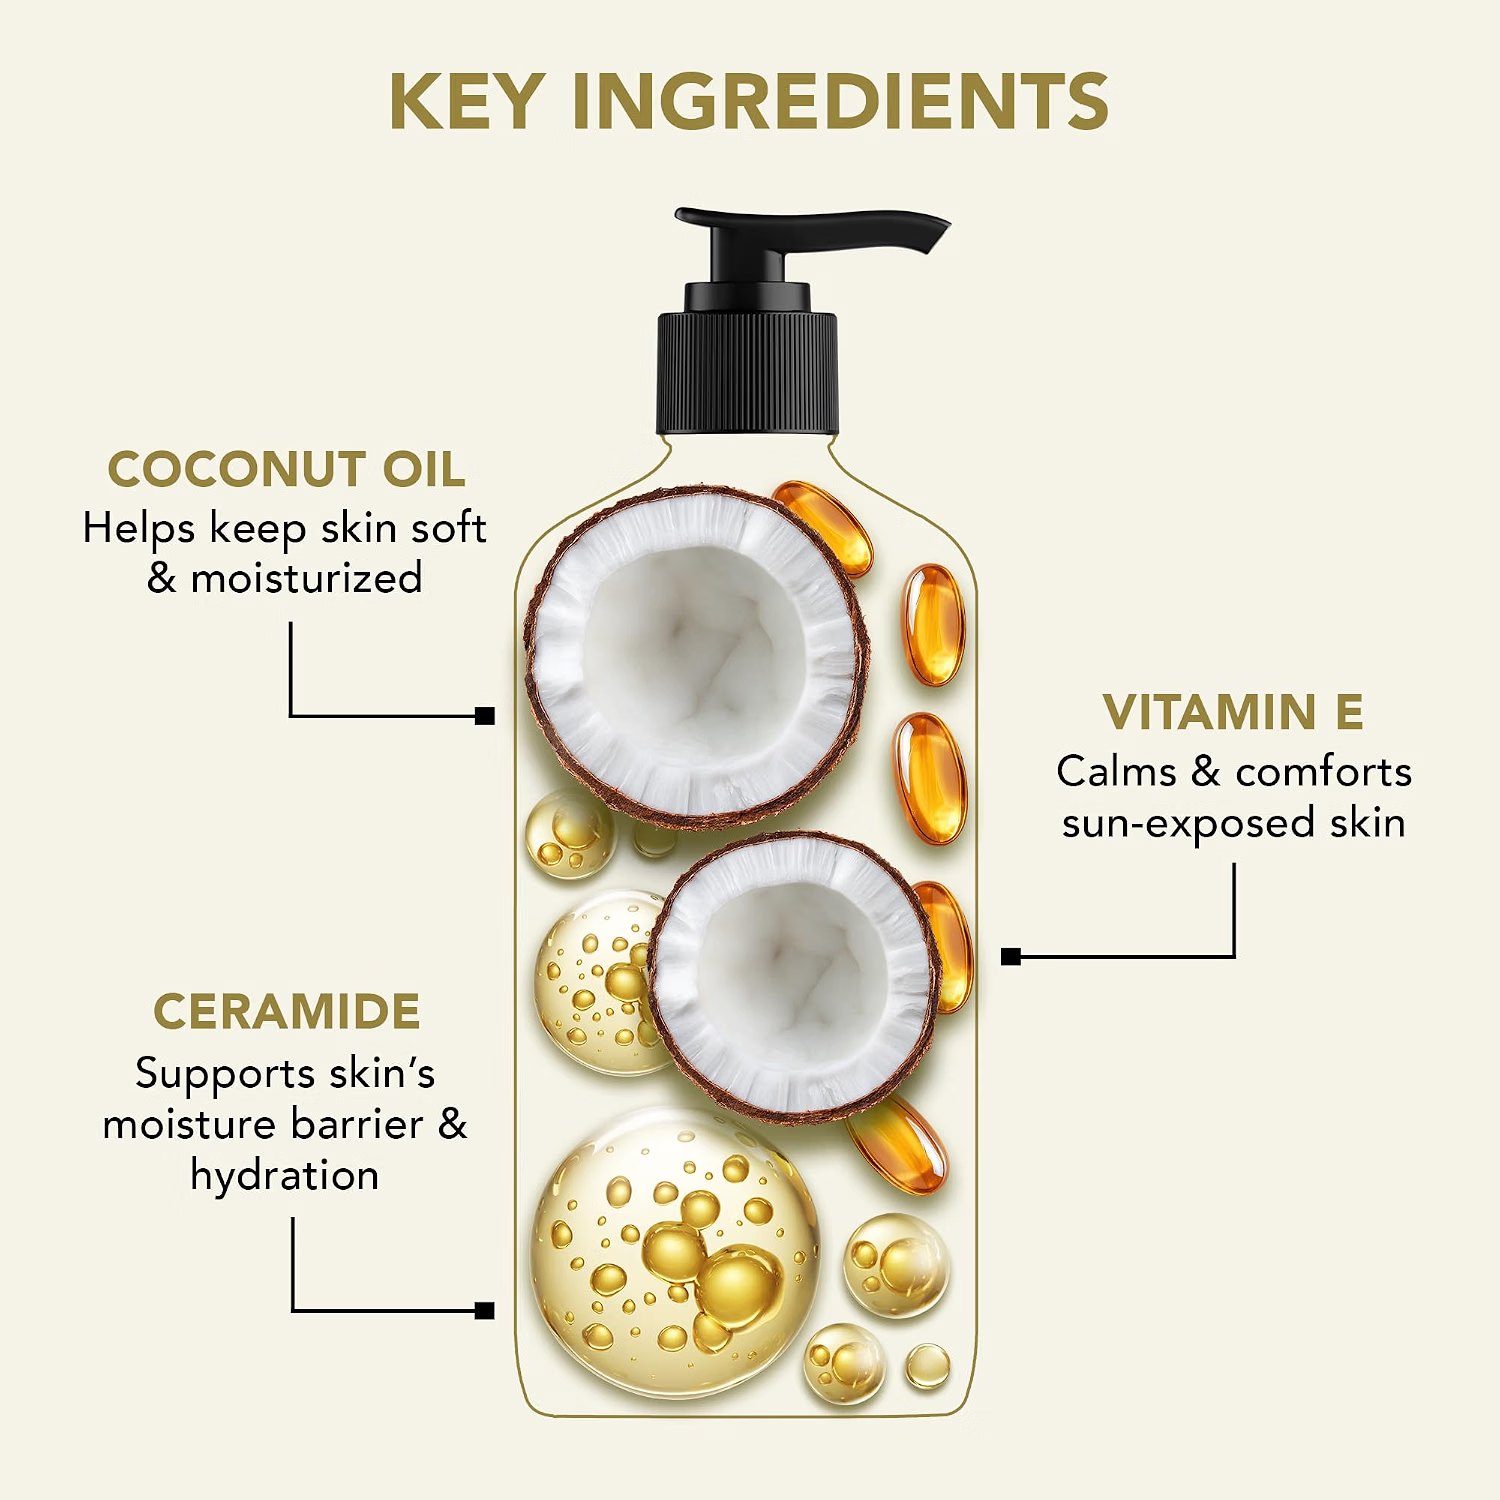 KEY INGREDIENTS
COCONUT OIL
Helps keep skin soft
& moisturized
VITAMIN E
Calms & comforts
sun-exposed skin
CERAMIDE
Supports skin’s
moisture barrier &
hydration